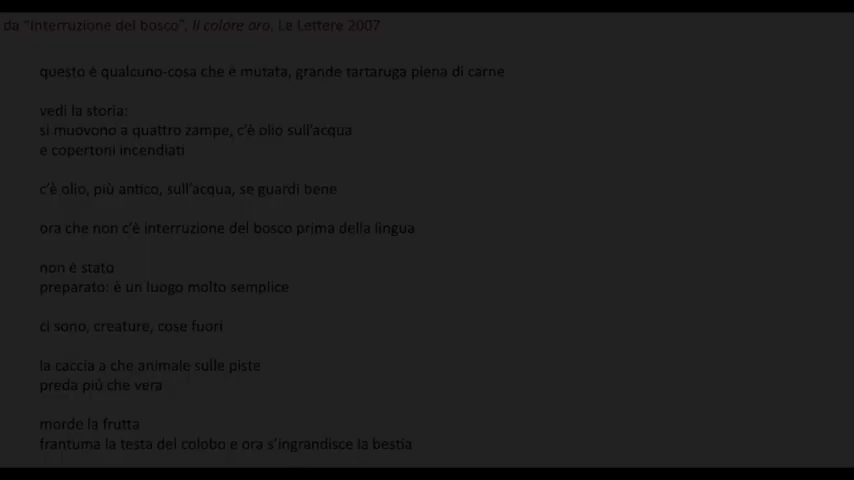 da “Interruzione del bosco”, Il colore oro, Le Lettere 2007
questo è qualcuno-cosa che è mutata, grande tartaruga piena di carne
vedi la storia:
si muovono a quattro zampe, c’è olio sull’acqua
e copertoni incendiati
c’è olio, più antico, sull’acqua, se guardi bene
ora che non c’è interruzione del bosco prima della lingua
non è stato
preparato: è un luogo molto semplice
ci sono, creature, cose fuori
la caccia a che animale sulle piste
preda più che vera
morde la frutta
frantuma la testa del colobo e ora s’ingrandisce la bestia